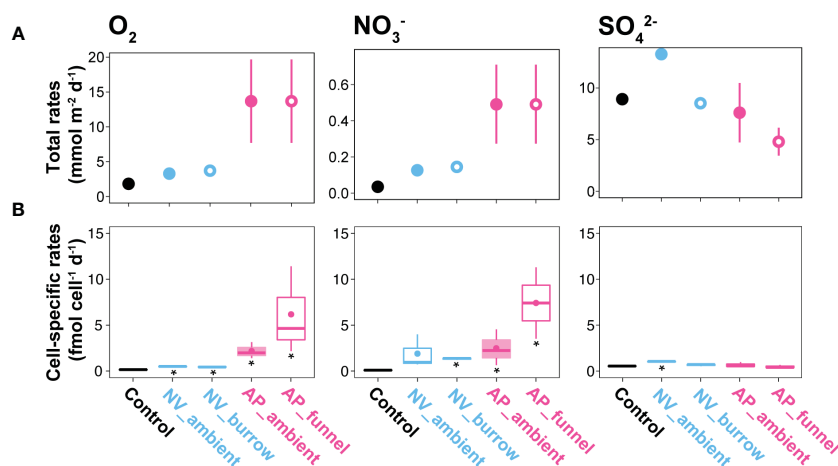 O2 NO3- SO42-
A
Total rates
(mmol m-2 d-1)
20
15
10
5
0
0.6
0.4
0.2
0.0
10
5
0
B
Cell-specific rates
(fmol cell-1 d-1)
15
10
5
0
*
*
*
*
15
10
5
0
*
*
*
15
10
5
0
*
Control
NV_ambient
NV_burrow
AP_ambient
AP_funnel
Control
NV_ambient
NV_burrow
AP_ambient
AP_funnel
Control
NV_ambient
NV_burrow
AP_ambient
AP_funnel